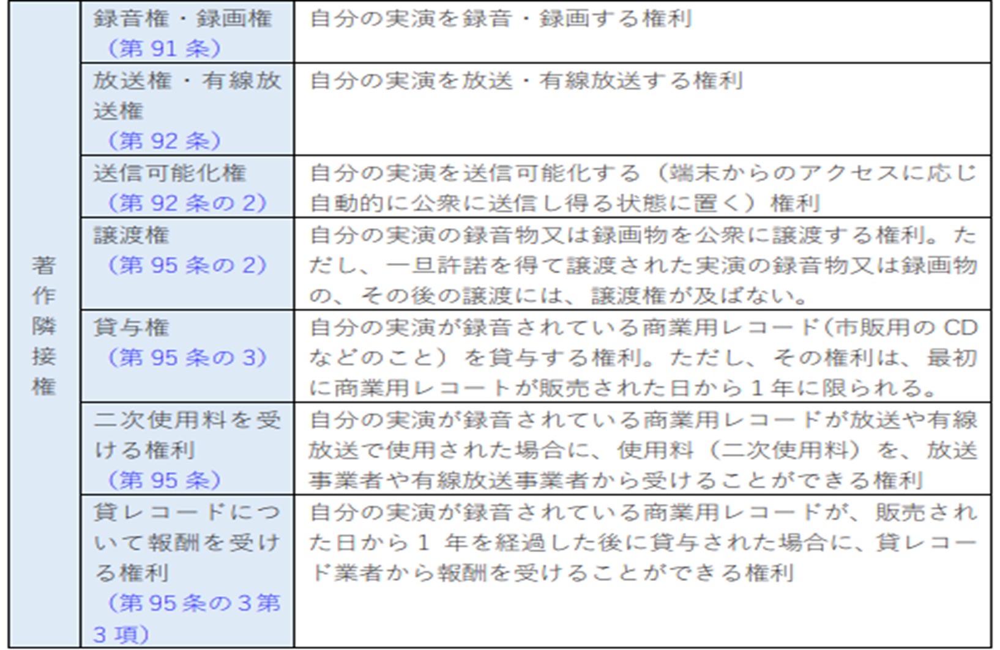 著
作
隣
接
権
録音権・録画権
（第 91 条）
自分の実演を録音・録画する権利
放送権・有線放
送権
（第 92 条）
自分の実演を放送・有線放送する権利
送信可能化権
（第 92 条の 2）
自分の実演を送信可能化する（端末からのアクセスに応じ
自動的に公衆に送信し得る状態に置く）権利
譲渡権
（第 95 条の 2）
自分の実演の録音物又は録画物を公衆に譲渡する権利。た
だし、一旦許諾を得て譲渡された実演の録音物又は録画物
の、その後の譲渡には、譲渡権が及ばない。
貸与権
（第 95 条の 3）
自分の実演が録音されている商業用レコード(市販用の CD
などのこと）を貸与する権利。ただし、その権利は、最初
に商業用レコートが販売された日から 1 年に限られる。
二次使用料を受
ける権利
（第 95 条）
自分の実演が録音されている商業用レコードが放送や有線
放送で使用された場合に、使用料（二次使用料）を、放送
事業者や有線放送事業者から受けることができる権利
貸レコードにつ
いて報酬を受け
る権利
（第 95 条の 3 第
3 項）
自分の実演が録音されている商業用レコードが、販売され
た日から 1 年を経過した後に貸与された場合に、貸レコー
ド業者から報酬を受けることができる権利